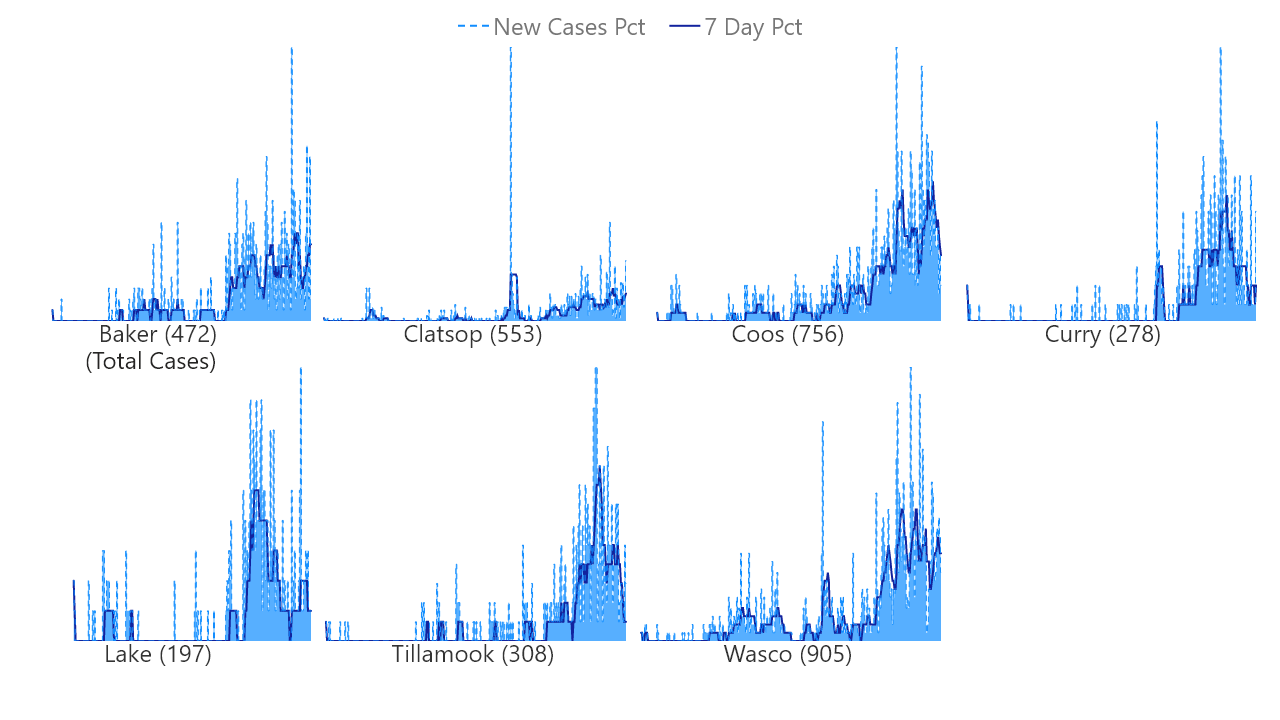 New Cases Pct 7 Day Pct
Baker (472) Clatsop (553) Coos (756) Curry (278)
(Total Cases)
Lake (197) Tillamook (308) Wasco (905)